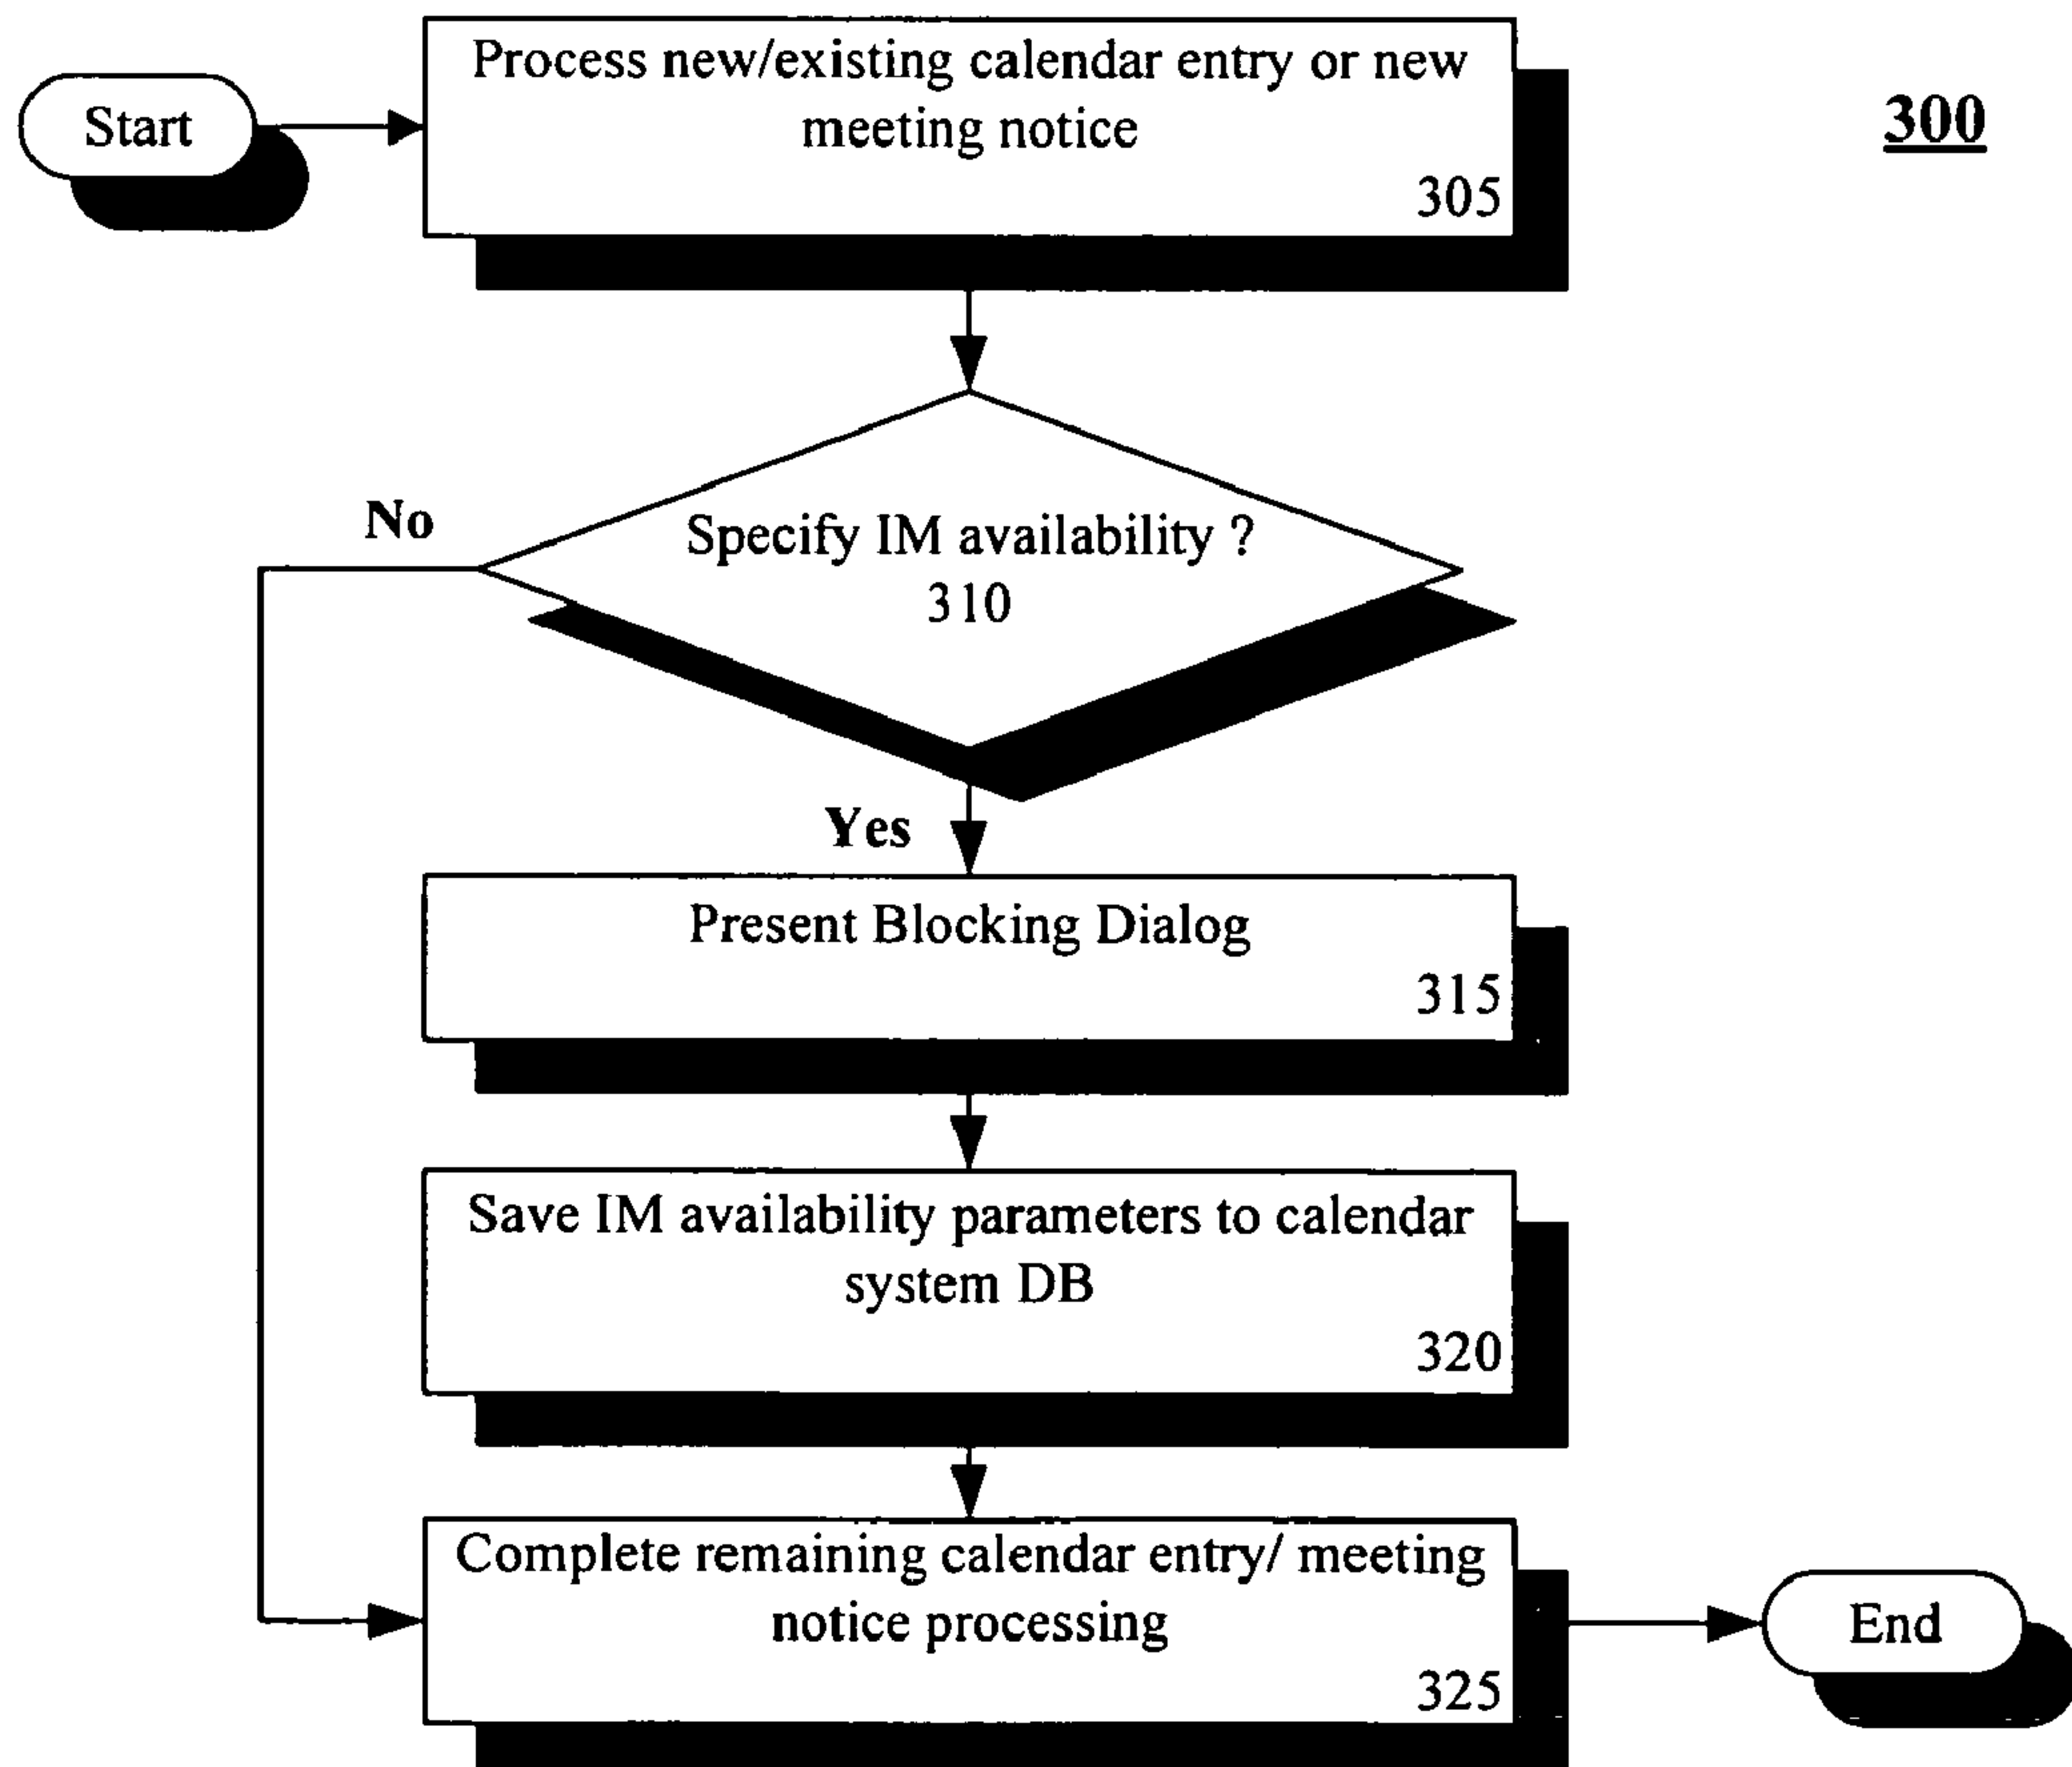 Start
Process new/existing calendar entry or new
meeting notice
305
300
Specify IM availability ?
310
No
Yes
Present Blocking Dialog
315
Save IM availability parameters to calendar
system DB
320
Complete remaining calendar entry/ meeting
notice processing
325
End